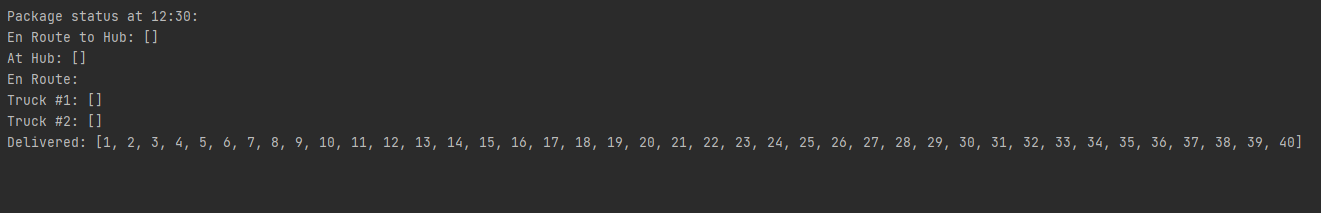 Package status at 12:30:
En Route to Hub: []
At Hub: []
En Route:
Truck #1: []
Truck #2: []
Delivered: [1, 2, 3, 4, 5, 6, 7, 8, 9, 10, 11, 12, 13, 14, 15, 16, 17, 18, 19, 20, 21, 22, 23, 24, 25, 26, 27, 28, 29, 30, 31, 32, 33, 34, 35, 36, 37, 38, 39, 40]